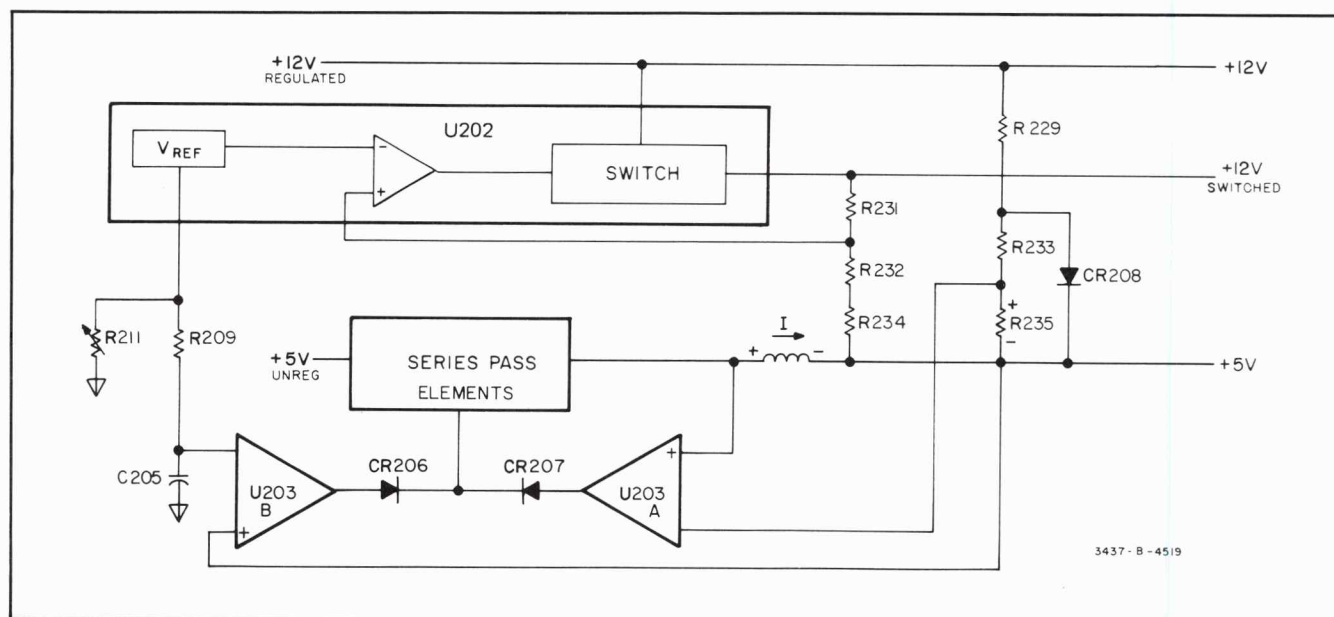 +12V
REGULATED
+12V
U202
R 229
VREF
-
+
SWITCH
+12V
SWITCHED
R231
R233
R232
CR208
R211
R209
+5V
UNREG
SERIES PASS
ELEMENTS
I
+ -
R234
+
R235
-
+5V
C205
U203
B
+
CR206
CR207
+
U203
A
3437-B-4519